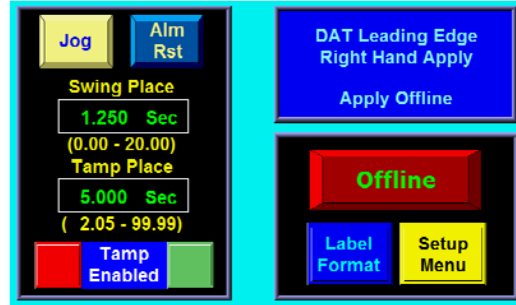 Jog
Alm
Rst
Swing Place
1.250 Sec
(0.00 - 20.00)
Tamp Place
5.000 Sec
( 2.05 - 99.99)
Tamp
Enabled
DAT Leading Edge
Right Hand Apply
Apply Offline
Offline
Label
Format
Setup
Menu